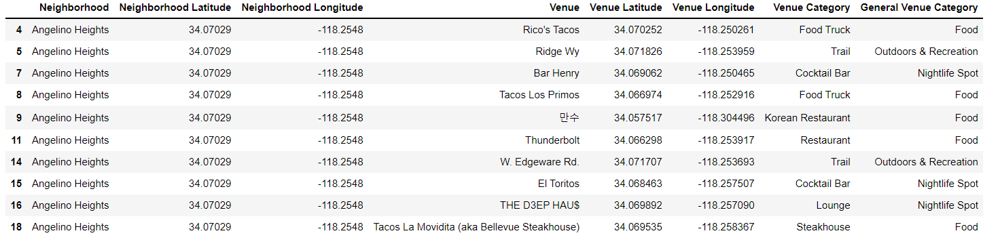 Neighborhood Neighborhood Latitude Neighborhood Longitude Venue Venue Latitude Venue Longitude Venue Category General Venue Category
4 Angelino Heights 34.07029 -118.2548 Rico's Tacos 34.070252 -118.250261 Food Truck Food
5 Angelino Heights 34.07029 -118.2548 Ridge Wy 34.071826 -118.253959 Trail Outdoors & Recreation
7 Angelino Heights 34.07029 -118.2548 Bar Henry 34.069062 -118.250465 Cocktail Bar Nightlife Spot
8 Angelino Heights 34.07029 -118.2548 Tacos Los Primos 34.066974 -118.252916 Food Truck Food
9 Angelino Heights 34.07029 -118.2548 만수 34.057517 -118.304496 Korean Restaurant Food
11 Angelino Heights 34.07029 -118.2548 Thunderbolt 34.066298 -118.253917 Restaurant Food
14 Angelino Heights 34.07029 -118.2548 W. Edgeware Rd. 34.071707 -118.253693 Trail Outdoors & Recreation
15 Angelino Heights 34.07029 -118.2548 El Toritos 34.068463 -118.257507 Cocktail Bar Nightlife Spot
16 Angelino Heights 34.07029 -118.2548 THE D3EP HAU$ 34.069892 -118.257090 Lounge Nightlife Spot
18 Angelino Heights 34.07029 -118.2548 Tacos La Movidita (aka Bellevue Steakhouse) 34.069535 -118.258367 Steakhouse Food